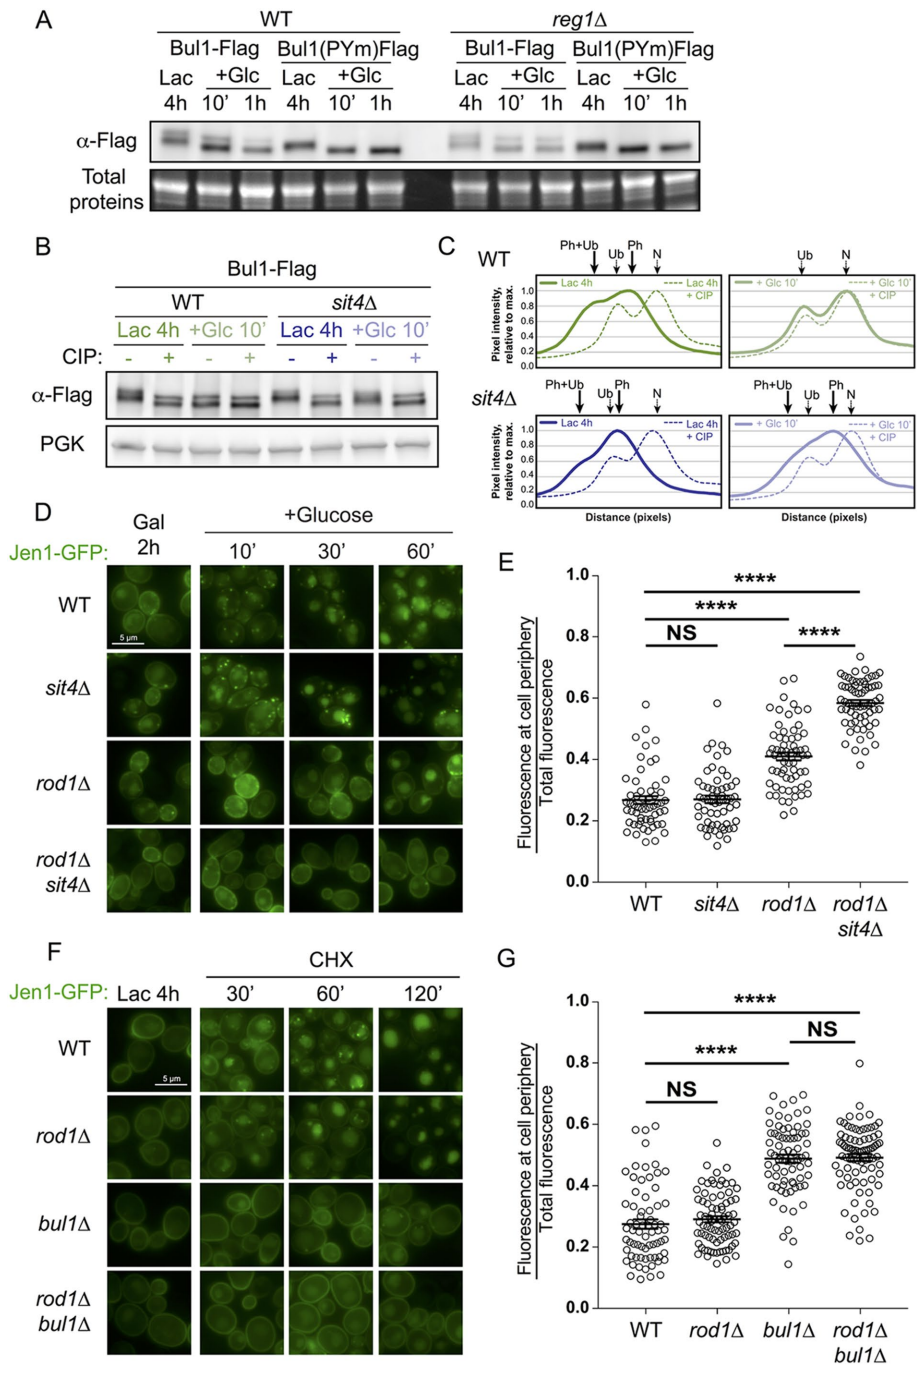 A
WT
reg1Δ
Bul1-Flag Bul1(PYm)Flag Bul1-Flag Bul1(PYm)Flag
Lac +Glc Lac +Glc Lac +Glc Lac +Glc
4h 10’ 1h 4h 10’ 1h 4h 10’ 1h 4h 10’ 1h
α-Flag
Total
proteins
B
Bul1-Flag
WT sit4Δ
Lac 4h +Glc 10’ Lac 4h +Glc 10’
CIP: - + - + - + - +
α-Flag
PGK
C
WT
Ph+Ub Ub Ph N
Ub N
Lac 4h
Lac 4h
+ CIP
+ Glc 10’
+ Glc 10’
+ CIP
Pixel intensity,
relative to max.
1.0
0.8
0.6
0.4
0.2
sit4Δ
Ph+Ub Ub Ph N
Ph+Ub Ub Ph N
Lac 4h
Lac 4h
+ CIP
+ Glc 10’
+ Glc 10’
+ CIP
Pixel intensity,
relative to max.
1.0
0.8
0.6
0.4
0.2
Distance (pixels) Distance (pixels)
D
Gal
2h
+Glucose
Jen1-GFP: 10’ 30’ 60’
WT
5 µm
sit4Δ
rod1Δ
rod1Δ
sit4Δ
E
Fluorescence at cell periphery
Total fluorescence
1.0
0.8
0.6
0.4
0.2
0.0
****
****
NS
****
WT sit4Δ rod1Δ rod1Δ
sit4Δ
F
CHX
Jen1-GFP: Lac 4h 30’ 60’ 120’
WT
5 µm
rod1Δ
bul1Δ
rod1Δ
bul1Δ
G
Fluorescence at cell periphery
Total fluorescence
1.0
0.8
0.6
0.4
0.2
0.0
****
NS
****
NS
WT rod1Δ bul1Δ rod1Δ
bul1Δ